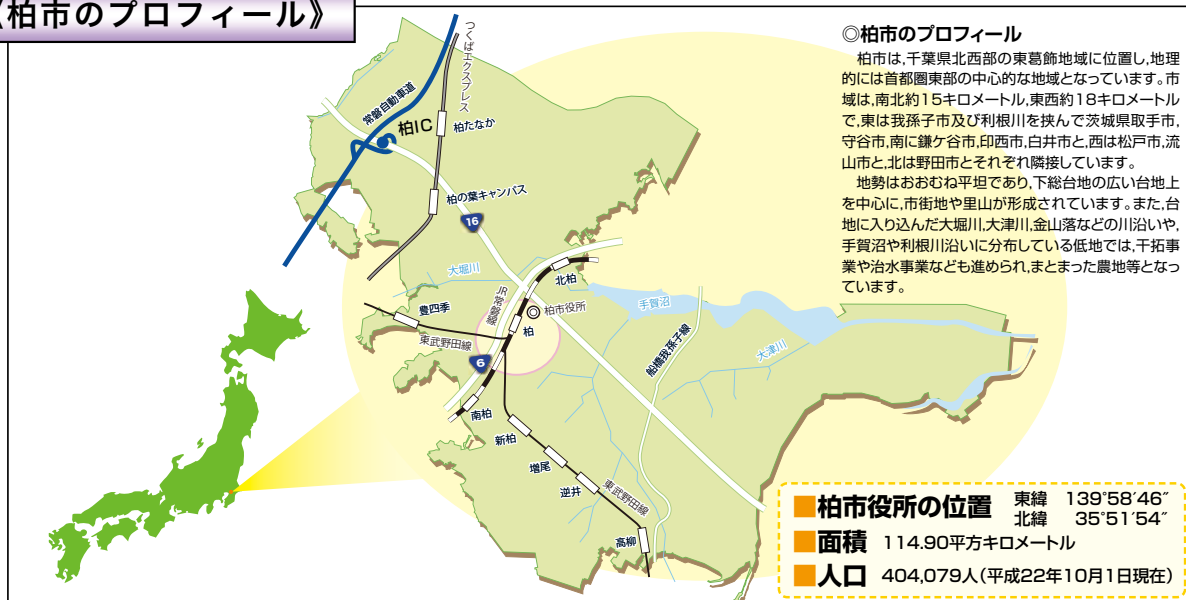 《柏市のプロフィール》
◎柏市のプロフィール
柏市は,千葉県北西部の東葛飾地域に位置し,地理
的には首都圏東部の中心的な地域となっています。市
域は,南北約15キロメートル,東西約18キロメートル
で,東は我孫子市及び利根川を挟んで茨城県取手市,
守谷市,南に鎌ケ谷市,印西市,白井市と,西は松戸市,流
山市と,北は野田市とそれぞれ隣接しています。
地勢はおおむね平坦であり,下総台地の広い台地上
を中心に,市街地や里山が形成されています。また,台
地に入り込んだ大堀川,大津川,金山落などの川沿いや,
手賀沼や利根川沿いに分布している低地では,干拓事
業や治水事業なども進められ,まとまった農地等となっ
ています。
つくばエクスプレス
常磐自動車道
柏IC
柏たなか
柏の葉キャンパス
16
大堀川
北柏
JR常磐線
柏市役所
手賀沼
豊四季
柏
東武野田線
船橋我孫子線
大津川
6
南柏
新柏
増尾
逆井
東武野田線
高柳
■柏市役所の位置 東緯 139°58′46″
北緯 35°51′54″
■面積 114.90平方キロメートル
■人口 404,079人(平成22年10月1日現在)